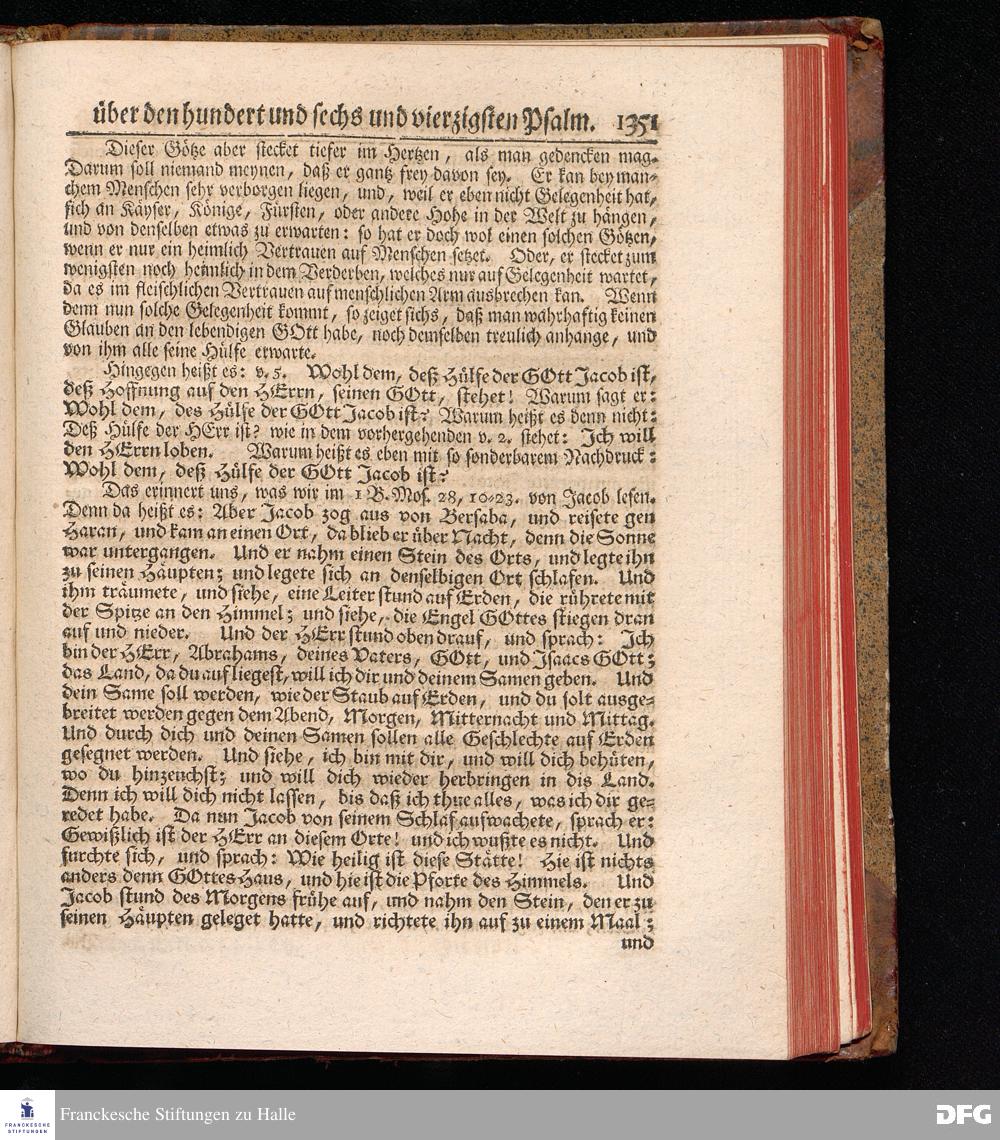 über den hundert und sechs und vierzigsten Psalm. 1351
Dieser Götze aber stecket tiefer im Hertzen, als man gedencken mag.
Darum soll niemand meynen, daß er gantz frey davon sey. Er kan bey man-
chem Menschen sehr verborgen liegen, und, weil er eben nicht Gelegenheit hat,
sich an Käyser, Könige, Fürsten, oder andere Hohe in der Welt zu hängen,
und von denselben etwas zu erwarten: so hat er doch wol einen solchen Götzen,
wenn er nur ein heimlich Vertrauen auf Menschen setzet. Oder, er stecket zum
wenigsten noch heimlich in dem Verderben, welches nur auf Gelegenheit wartet,
da es im fleischlichen Vertrauen auf menschlichen Arm ausbrechen kan. Wenn
denn nun solche Gelegenheit kommt, so zeiget sichs, daß man wahrhaftig keinen
Glauben an den lebendigen GOtt habe, noch demselben treulich anhange, und
von ihm alle seine Hülfe erwarte.
Hingegen heißt es: v. 5. Wohl dem, deß Hülfe der GOtt Jacob ist,
deß Hoffnung auf den HErrn, seinen GOtt, stehet! Warum sagt er:
Wohl dem, des Hülfe der GOtt Jacob ist? Warum heißt es denn nicht:
Deß Hülfe der HErr ist? wie in dem vorhergehenden v. 2. stehet: Ich will
den HErrn loben. Warum heißt es eben mit so sonderbarem Nachdruck:
Wohl dem, deß Hülfe der GOtt Jacob ist?
Das erinnert uns, was wir im 1 B. Mos. 28, 10-23. von Jacob lesen.
Denn da heißt es: Aber Jacob zog aus von Bersaba, und reisete gen
Haran, und kam an einen Ort, da blieb er über Nacht, denn die Sonne
war untergangen. Und er nahm einen Stein des Orts, und legte ihn
zu seinen Häupten; und legete sich an denselbigen Ort schlafen. Und
ihm träumete, und siehe, eine Leiter stund auf Erden, die rührete mit
der Spitze an den Himmel; und siehe, die Engel GOttes stiegen dran
auf und nieder. Und der HErr stund oben drauf, und sprach: Ich
bin der HErr, Abrahams, deines Vaters, GOtt, und Isaacs GOtt;
das Land, da du auf liegest, will ich dir und deinem Samen geben. Und
dein Same soll werden, wie der Staub auf Erden, und du solt ausge-
breitet werden gegen dem Abend, Morgen, Mitternacht und Mittag.
Und durch dich und deinen Samen sollen alle Geschlechte auf Erden
gesegnet werden. Und siehe, ich bin mit dir, und will dich behüten,
wo du hinzeuchst; und will dich wieder herbringen in dis Land.
Denn ich will dich nicht lassen, bis daß ich thue alles, was ich dir ge-
redet habe. Da nun Jacob von seinem Schlaf aufwachete, sprach er:
Gewißlich ist der HErr an diesem Orte! und ich wußte es nicht. Und
furchte sich, und sprach: Wie heilig ist diese Stätte! Hie ist nichts
anders denn GOttes Haus, und hie ist die Pforte des Himmels. Und
Jacob stund des Morgens frühe auf, und nahm den Stein, den er zu
seinen Häupten geleget hatte, und richtete ihn auf zu einem Maal;
und
FRANCKESCHE
STIFTUNGEN
Franckesche Stiftungen zu Halle
DFG